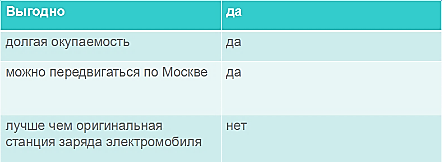 Выгодно да
долгая окупаемость да
можно передвигаться по Москве да
лучше чем оригинальная нет
станция заряда электромобиля